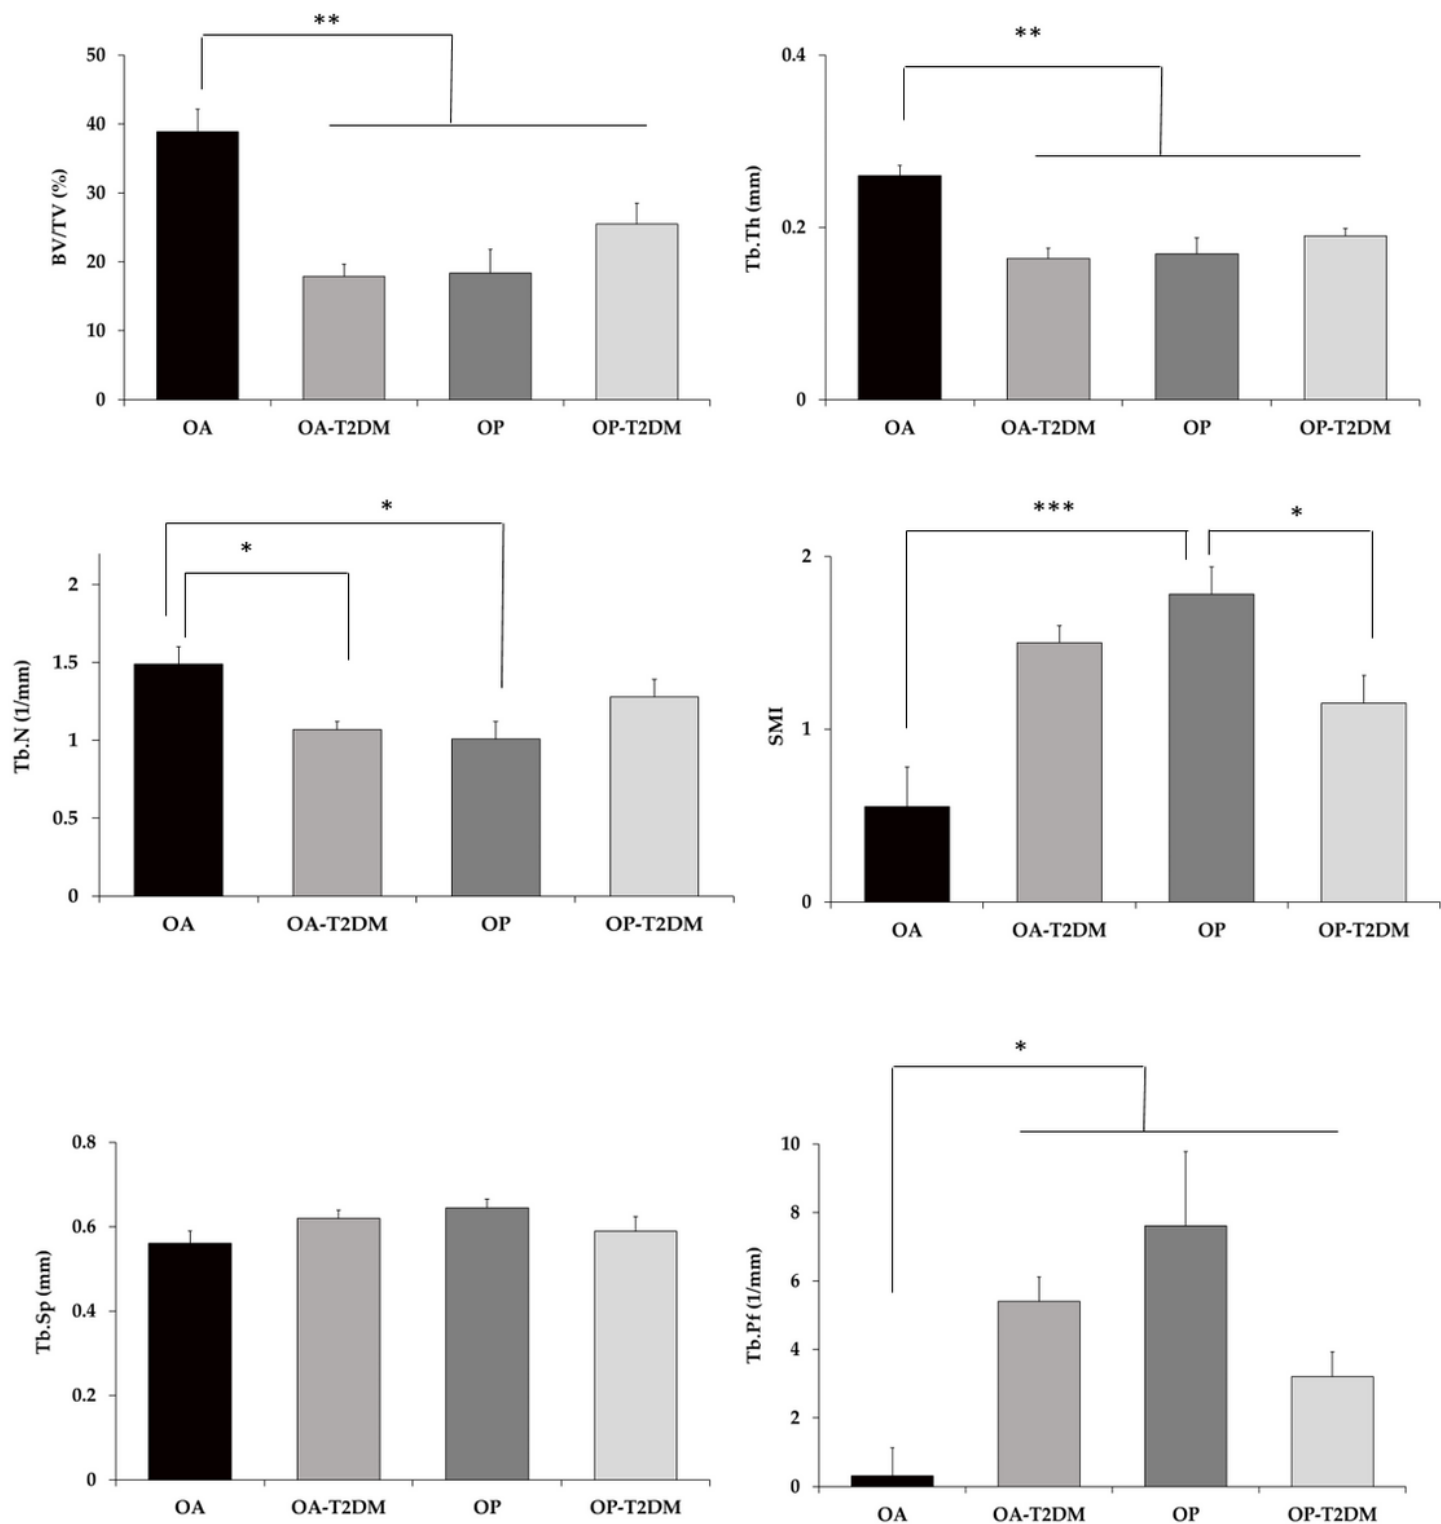 **
50
40
30
20
10
0
BV/TV (%)
OA OA-T2DM OP OP-T2DM
**
0.4
0.2
0
Tb.Th (mm)
OA OA-T2DM OP OP-T2DM
*
*
2
1.5
1
0.5
0
Tb.N (1/mm)
OA OA-T2DM OP OP-T2DM
*** *
2
1
0
SMI
OA OA-T2DM OP OP-T2DM
0.8
0.6
0.4
0.2
0
Tb.Sp (mm)
OA OA-T2DM OP OP-T2DM
*
10
8
6
4
2
0
Tb.Pf (1/mm)
OA OA-T2DM OP OP-T2DM